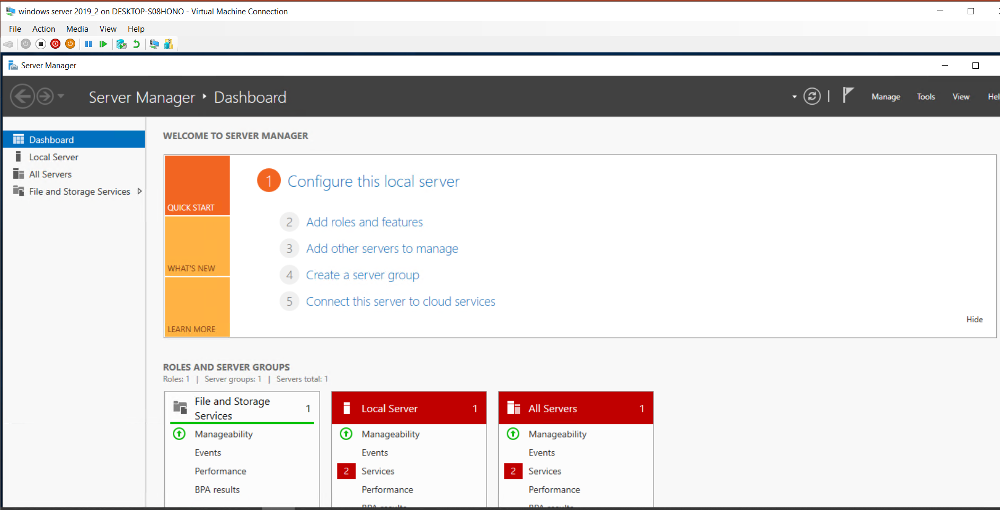 windows server 2019_2 on DESKTOP-S08HONO - Virtual Machine Connection
File Action Media View Help
Server Manager
Server Manager Dashboard
Manage Tools View Hel
Dashboard
Local Server
All Servers
File and Storage Services
WELCOME TO SERVER MANAGER
QUICK START
WHAT'S NEW
LEARN MORE
1 Configure this local server
2 Add roles and features
3 Add other servers to manage
4 Create a server group
5 Connect this server to cloud services
Hide
ROLES AND SERVER GROUPS
Roles: 1 | Server groups: 1 | Servers total: 1
File and Storage
Services
1
Manageability
Events
Performance
BPA results
Local Server 1
Manageability
Events
2 Services
Performance
BPA results
All Servers 1
Manageability
Events
2 Services
Performance
BPA results